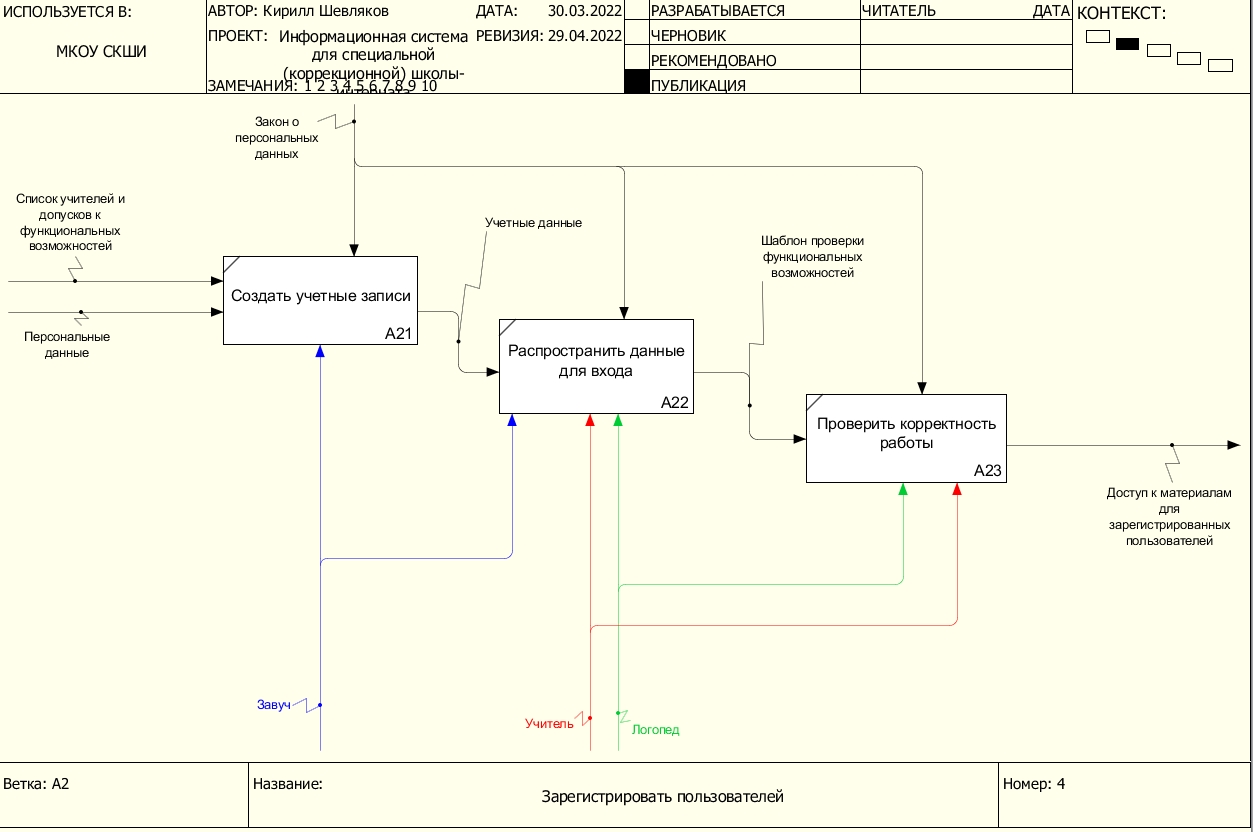 ИСПОЛЬЗУЕТСЯ В:
МКОУ СКШИ
АВТОР: Кирилл Шевляков
ДАТА: 30.03.2022
ПРОЕКТ: Информационная система
для специальной
(коррекционной) школы-
интерната
РЕВИЗИЯ: 29.04.2022
ЗАМЕЧАНИЯ: 1 2 3 4 5 6 7 8 9 10
РАЗРАБАТЫВАЕТСЯ
ЧЕРНОВИК
РЕКОМЕНДОВАНО
ПУБЛИКАЦИЯ
ЧИТАТЕЛЬ
ДАТА
КОНТЕКСТ:
Закон о
персональных
данных
Список учителей и
допусков к
функциональных
возможностей
Персональные
данные
Создать учетные записи
A21
Учетные данные
Распространить данные
для входа
A22
Шаблон проверки
функциональных
возможностей
Проверить корректность
работы
A23
Доступ к материалам
для
зарегистрированных
пользователей
Завуч
Учитель
Логопед
Ветка: A2
Название:
Зарегистрировать пользователей
Номер: 4